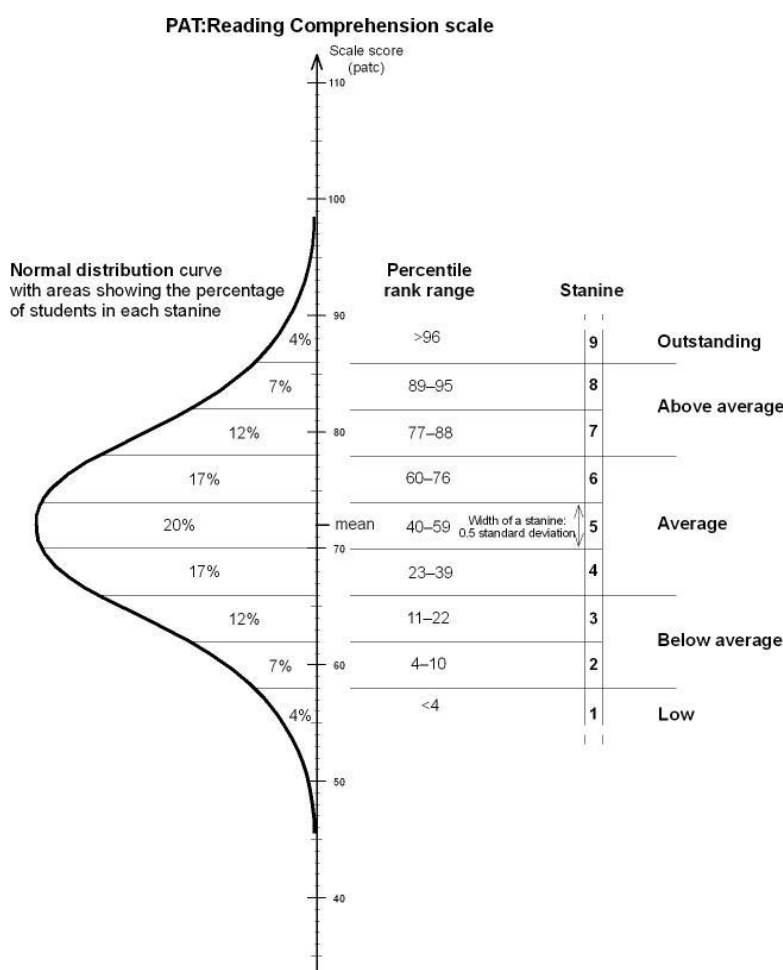 PAT:Reading Comprehension scale
Scale score
(patc)
110
100
Normal distribution curve
with areas showing the percentage
of students in each stanine
Percentile
rank range
Stanine
90
4%
>96
9
Outstanding
7%
89–95
8
Above average
12%
80
77–88
7
17%
60–76
6
20%
mean
40–59
Width of a stanine:
0.5 standard deviation
5
Average
70
17%
23–39
4
12%
11–22
3
Below average
7%
60
4–10
2
4%
<4
1
Low
50
40